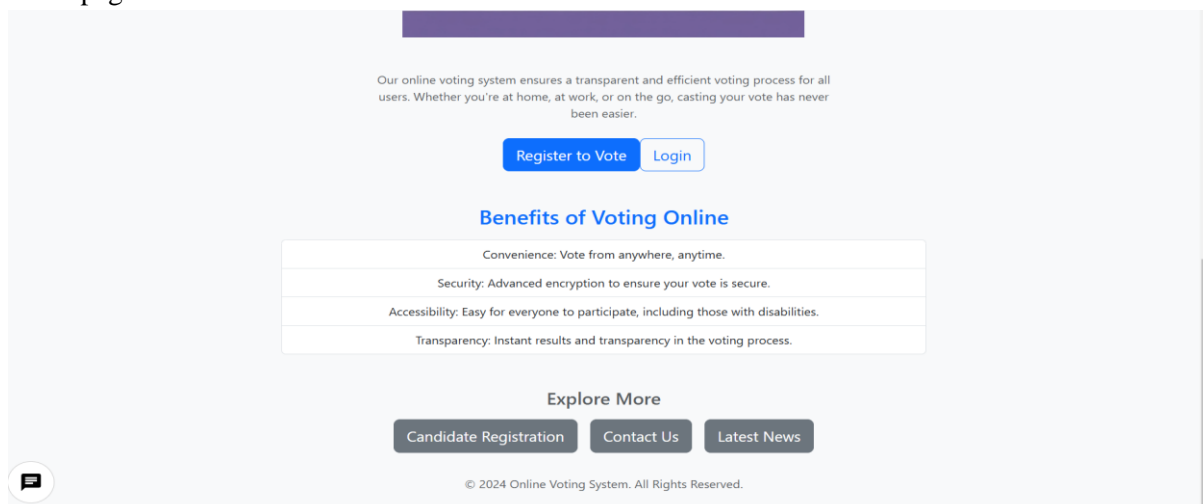 Our online voting system ensures a transparent and efficient voting process for all
users. Whether you're at home, at work, or on the go, casting your vote has never
been easier.
Register to Vote Login
Benefits of Voting Online
Convenience: Vote from anywhere, anytime.
Security: Advanced encryption to ensure your vote is secure.
Accessibility: Easy for everyone to participate, including those with disabilities.
Transparency: Instant results and transparency in the voting process.
Explore More
Candidate Registration Contact Us Latest News
© 2024 Online Voting System. All Rights Reserved.